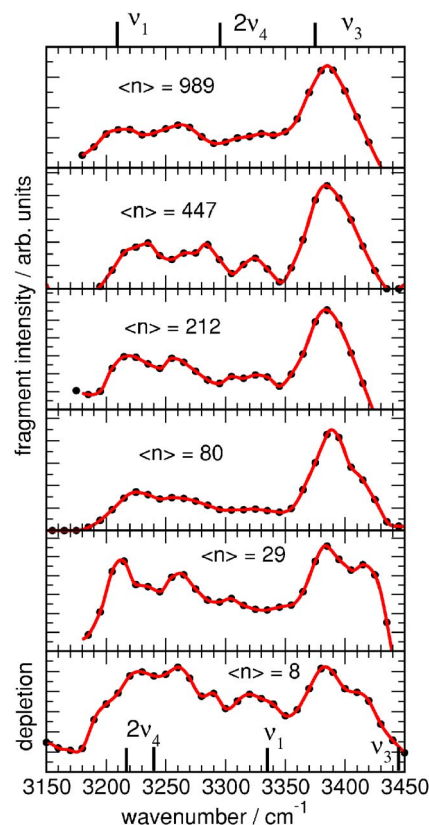 ν₁ 2ν₄ ν₃
<n> = 989
<n> = 447
<n> = 212
<n> = 80
<n> = 29
<n> = 8
fragment intensity / arb. units
depletion
2ν₄ ν₁ ν₃
3150 3200 3250 3300 3350 3400 3450
wavenumber / cm⁻¹